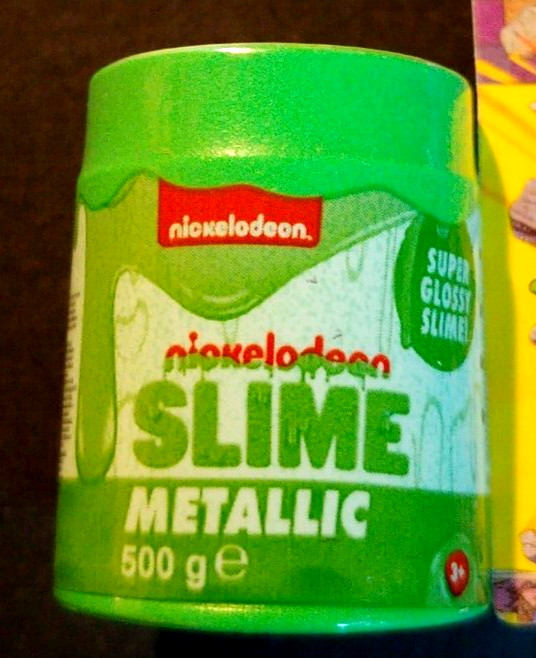 nickelodeon.
SUPER
GLOSSY
SLIME!
nickelodeon
SLIME
METALLIC
500 g e
3+